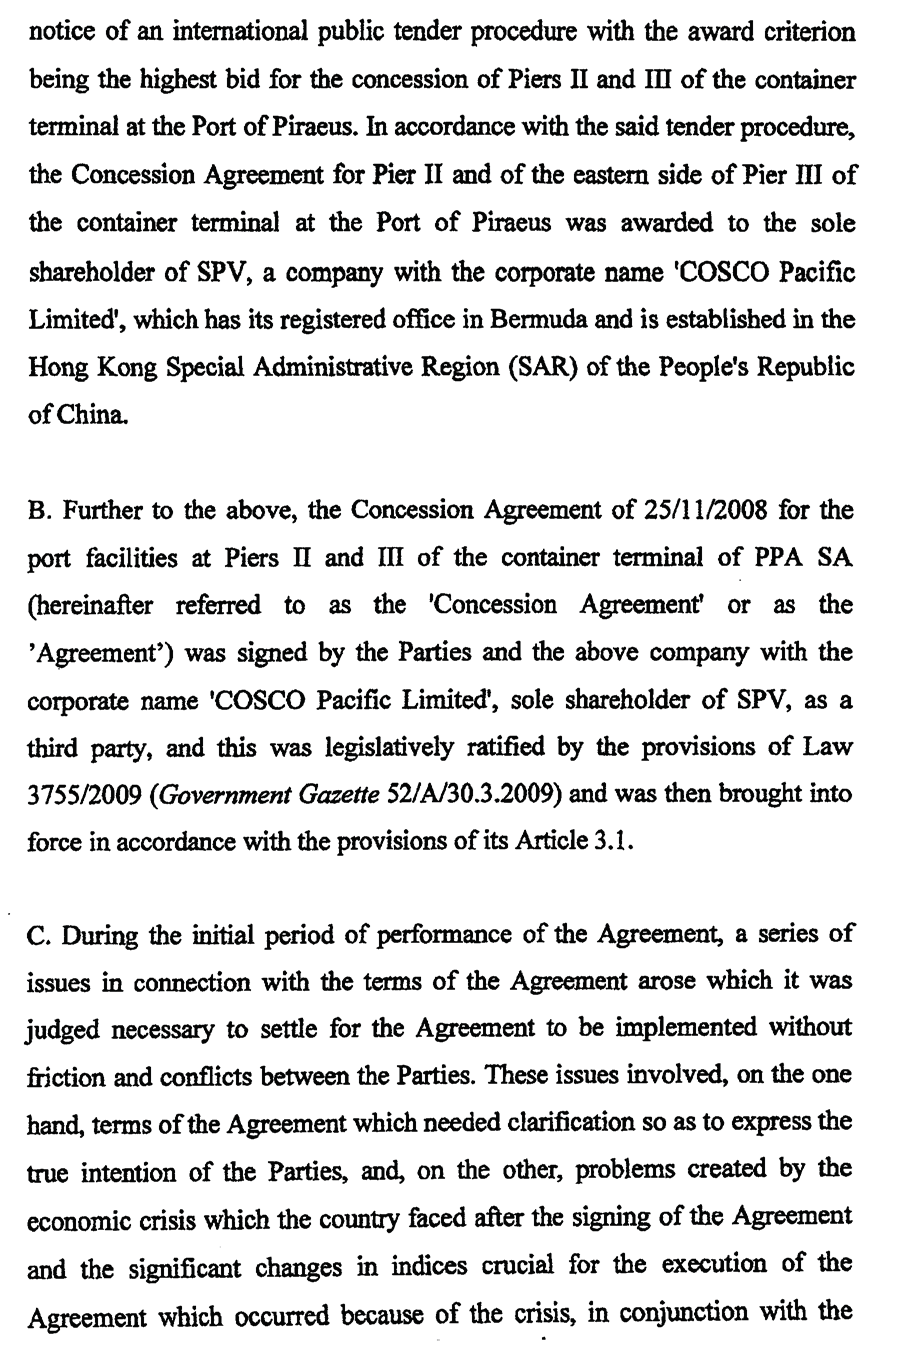 notice of an international public tender procedure with the award criterion
being the highest bid for the concession of Piers II and III of the container
terminal at the Port of Piraeus. In accordance with the said tender procedure,
the Concession Agreement for Pier II and of the eastern side of Pier III of
the container terminal at the Port of Piraeus was awarded to the sole
shareholder of SPV, a company with the corporate name 'COSCO Pacific
Limited', which has its registered office in Bermuda and is established in the
Hong Kong Special Administrative Region (SAR) of the People's Republic
of China.
B. Further to the above, the Concession Agreement of 25/11/2008 for the
port facilities at Piers II and III of the container terminal of PPA SA
(hereinafter referred to as the 'Concession Agreement' or as the
’Agreement’) was signed by the Parties and the above company with the
corporate name 'COSCO Pacific Limited', sole shareholder of SPV, as a
third party, and this was legislatively ratified by the provisions of Law
3755/2009 (Government Gazette 52/A/30.3.2009) and was then brought into
force in accordance with the provisions of its Article 3.1.
C. During the initial period of performance of the Agreement, a series of
issues in connection with the terms of the Agreement arose which it was
judged necessary to settle for the Agreement to be implemented without
friction and conflicts between the Parties. These issues involved, on the one
hand, terms of the Agreement which needed clarification so as to express the
true intention of the Parties, and, on the other, problems created by the
economic crisis which the country faced after the signing of the Agreement
and the significant changes in indices crucial for the execution of the
Agreement which occurred because of the crisis, in conjunction with the